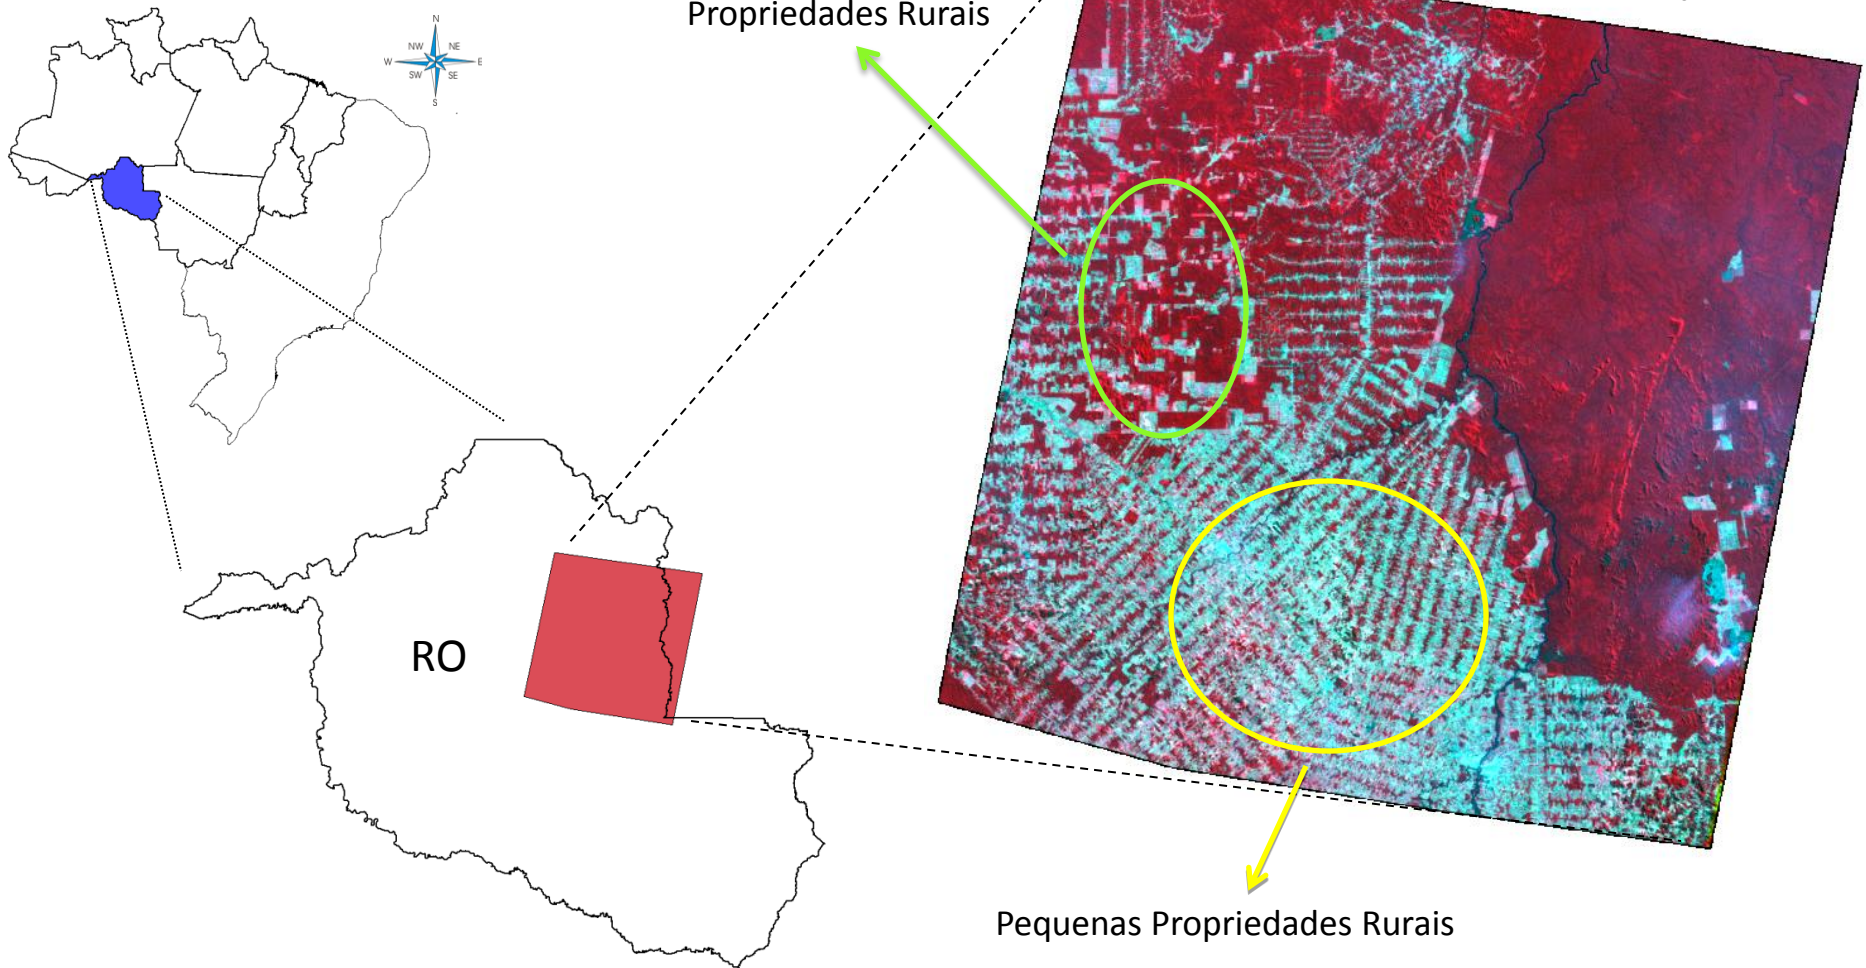 Propriedades Rurais
N
NW NE
W E
SW SE
S
RO
Pequenas Propriedades Rurais